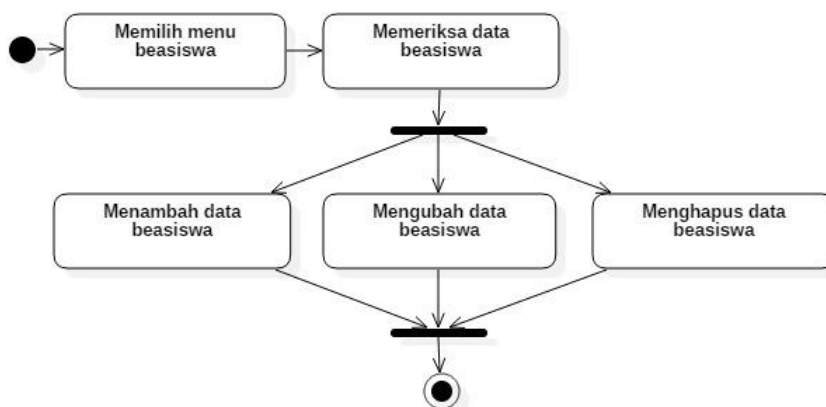 Memilih menu
beasiswa
Memeriksa data
beasiswa
Menambah data
beasiswa
Mengubah data
beasiswa
Menghapus data
beasiswa